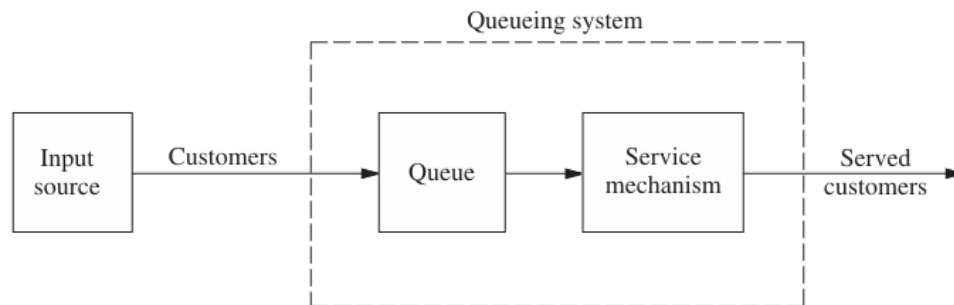 Queueing system
Input
source
Customers
Queue
Service
mechanism
Served
customers